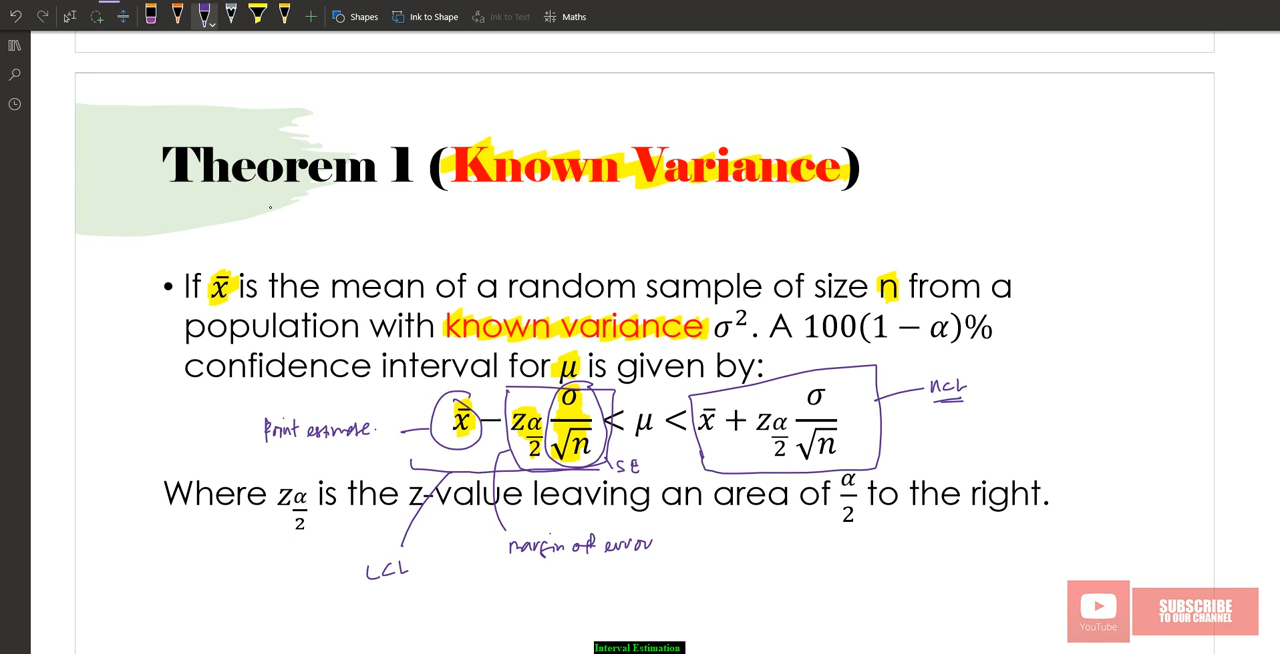 Shapes Ink to Shape Ink to Text Maths
Theorem 1 (Known Variance)
• If x̄ is the mean of a random sample of size n from a
population with known variance σ². A 100(1 − α)%
confidence interval for μ is given by:
UCL
x̄ − z_{α/2} σ/√n < μ < x̄ + z_{α/2} σ/√n
Point estimate.
SE
Where z_{α/2} is the z-value leaving an area of α/2 to the right.
margin of error
LCL
YouTube
SUBSCRIBE
TO OUR CHANNEL
Interval Estimation